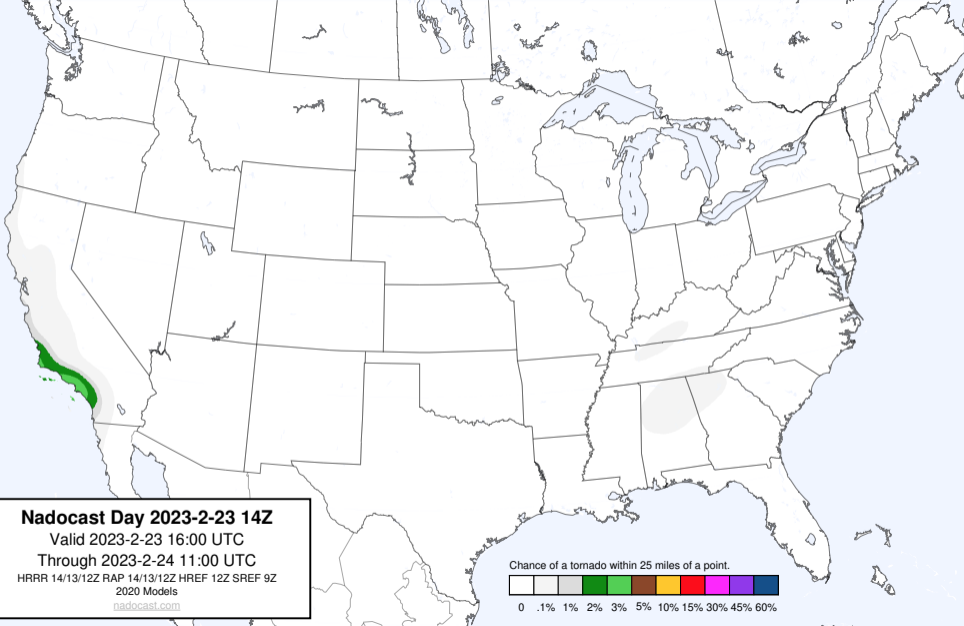 Nadocast Day 2023-2-23 14Z
Valid 2023-2-23 16:00 UTC
Through 2023-2-24 11:00 UTC
HRRR 14/13/12Z RAP 14/13/12Z HREF 12Z SREF 9Z
2020 Models
nadocast.com
Chance of a tornado within 25 miles of a point.
0 .1% 1% 2% 3% 5% 10% 15% 30% 45% 60%